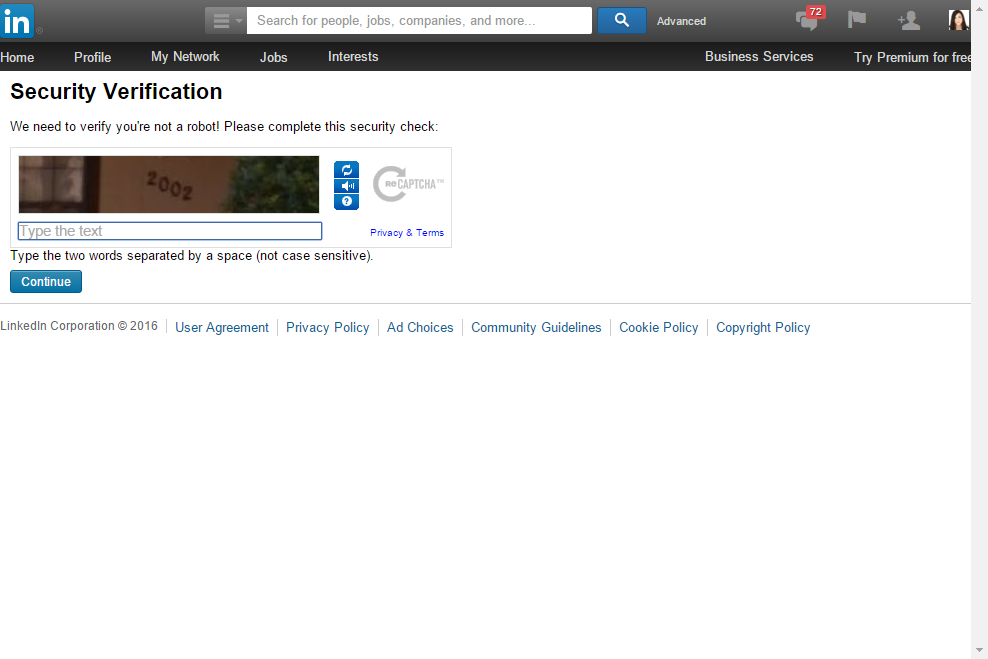 in
Search for people, jobs, companies, and more...
Advanced
72
Home Profile My Network Jobs Interests Business Services Try Premium for free
Security Verification
We need to verify you're not a robot! Please complete this security check:
2002
reCAPTCHA™
Type the text
Privacy & Terms
Type the two words separated by a space (not case sensitive).
Continue
LinkedIn Corporation © 2016 User Agreement Privacy Policy Ad Choices Community Guidelines Cookie Policy Copyright Policy